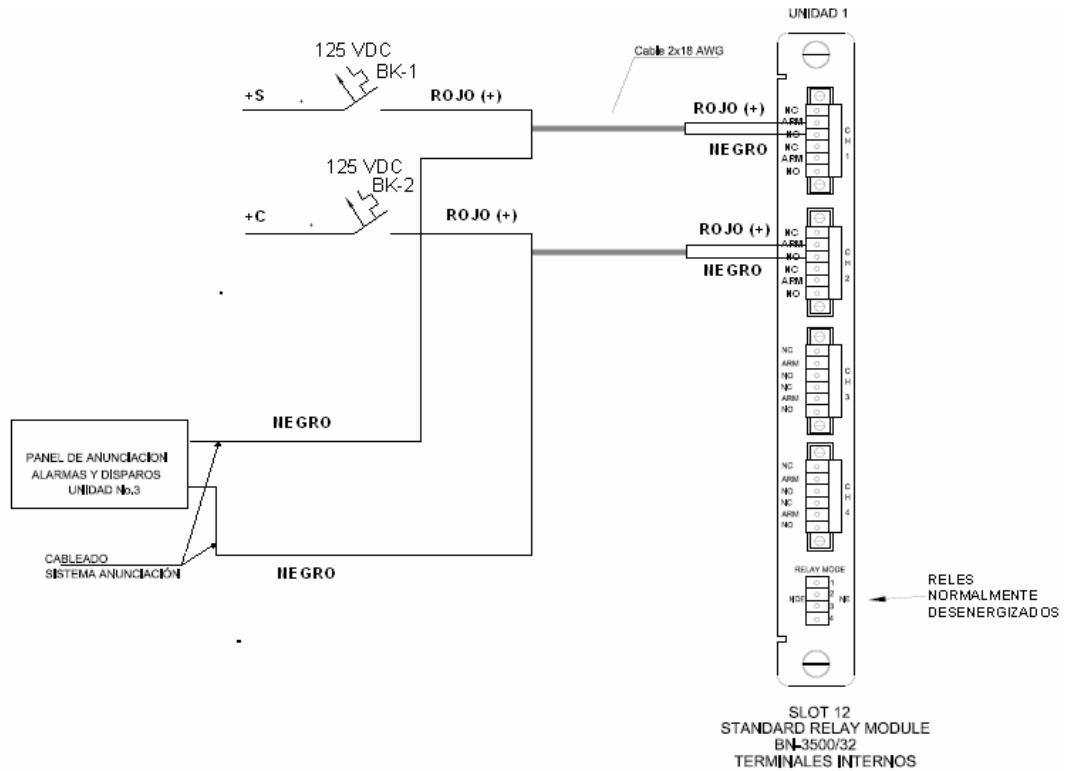 UNIDAD 1
125 VDC
BK-1
Cable 2x18 AWG
+S
ROJO (+)
ROJO (+)
NEGRO
NC
ARM
NO
NC
ARM
NO
CH 1
125 VDC
BK-2
+C
ROJO (+)
ROJO (+)
NEGRO
NC
ARM
NO
NC
ARM
NO
CH 2
NC
ARM
NO
NC
ARM
NO
CH 3
NEGRO
PANEL DE ANUNCIACION
ALARMAS Y DISPAROS
UNIDAD No.3
NC
ARM
NO
NC
ARM
NO
CH 4
CABLEADO
SISTEMA ANUNCIACIÓN
NEGRO
RELAY MODE
1
2
3
4
NDE
NE
RELES
NORMALMENTE
DESENERGIZADOS
SLOT 12
STANDARD RELAY MODULE
BN-3500/32
TERMINALES INTERNOS